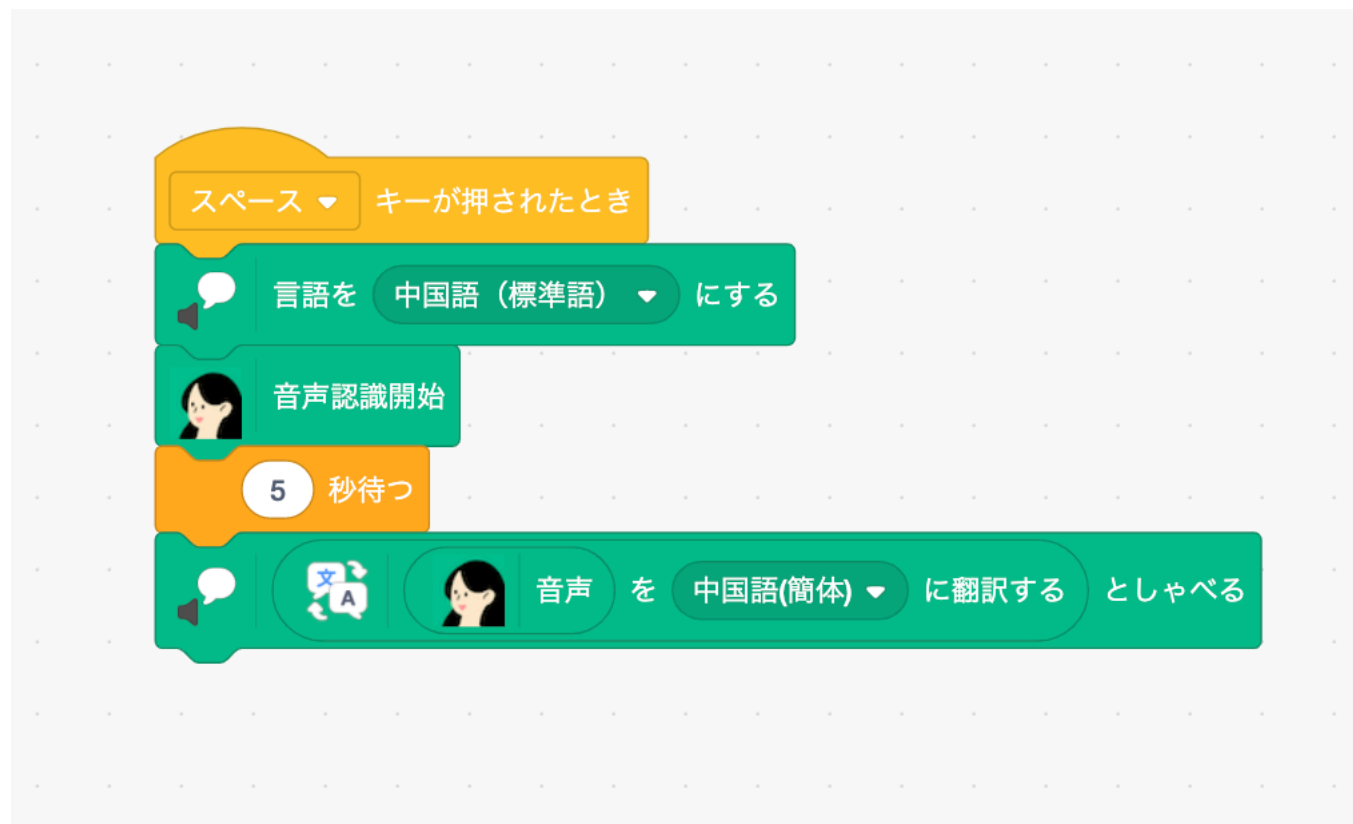 スペース キーが押されたとき
言語を 中国語（標準語） にする
音声認識開始
5 秒待つ
文 A 音声 を 中国語(簡体) に翻訳する としゃべる